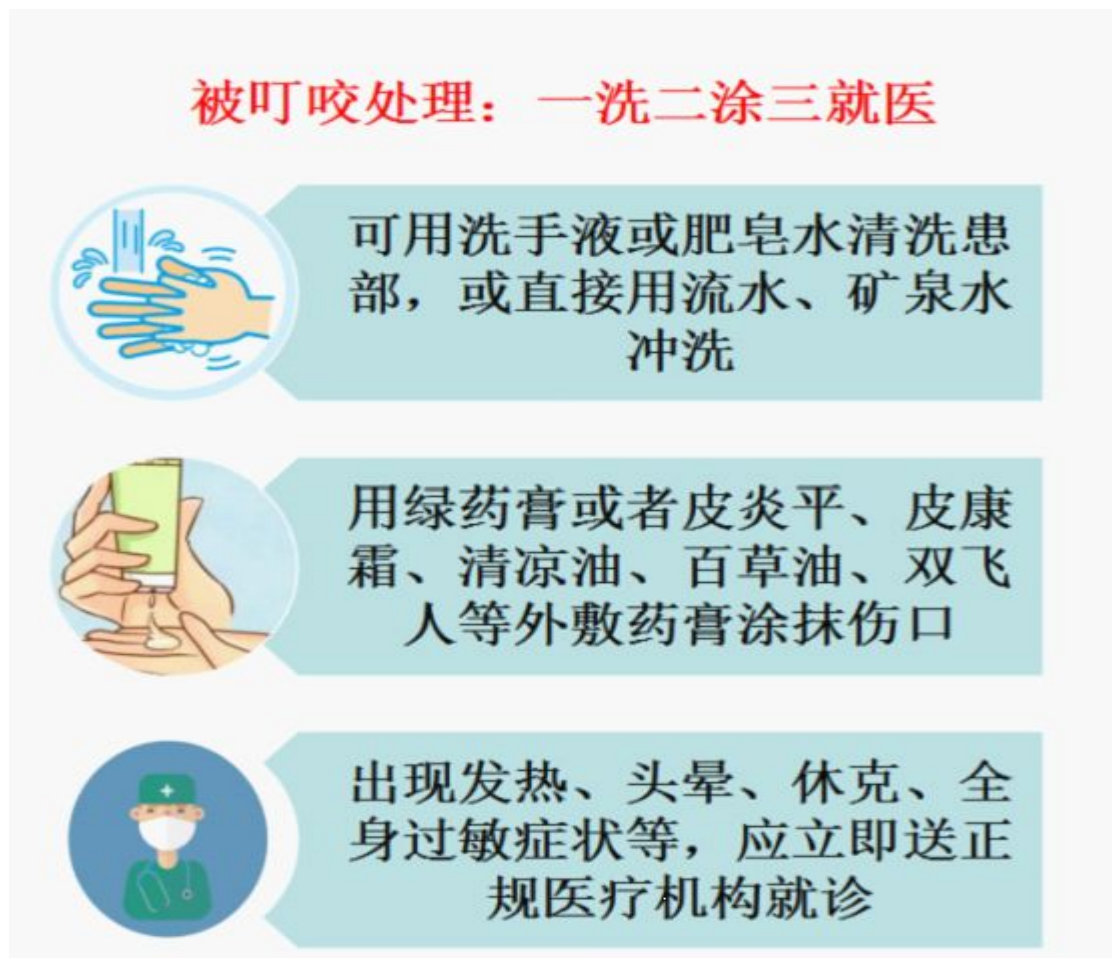 被叮咬处理：一洗二涂三就医
可用洗手液或肥皂水清洗患
部，或直接用流水、矿泉水
冲洗
用绿药膏或者皮炎平、皮康
霜、清凉油、百草油、双飞
人等外敷药膏涂抹伤口
出现发热、头晕、休克、全
身过敏症状等，应立即送正
规医疗机构就诊